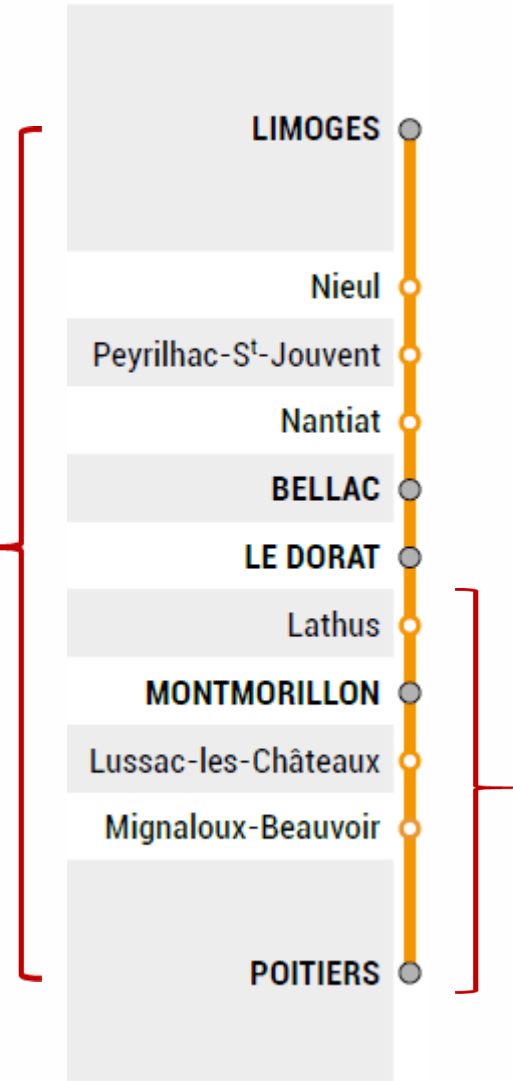 LIMOGES
Nieul
Peyrilhac-Sᵗ-Jouvent
Nantiat
BELLAC
LE DORAT
Lathus
MONTMORILLON
Lussac-les-Châteaux
Mignaloux-Beauvoir
POITIERS